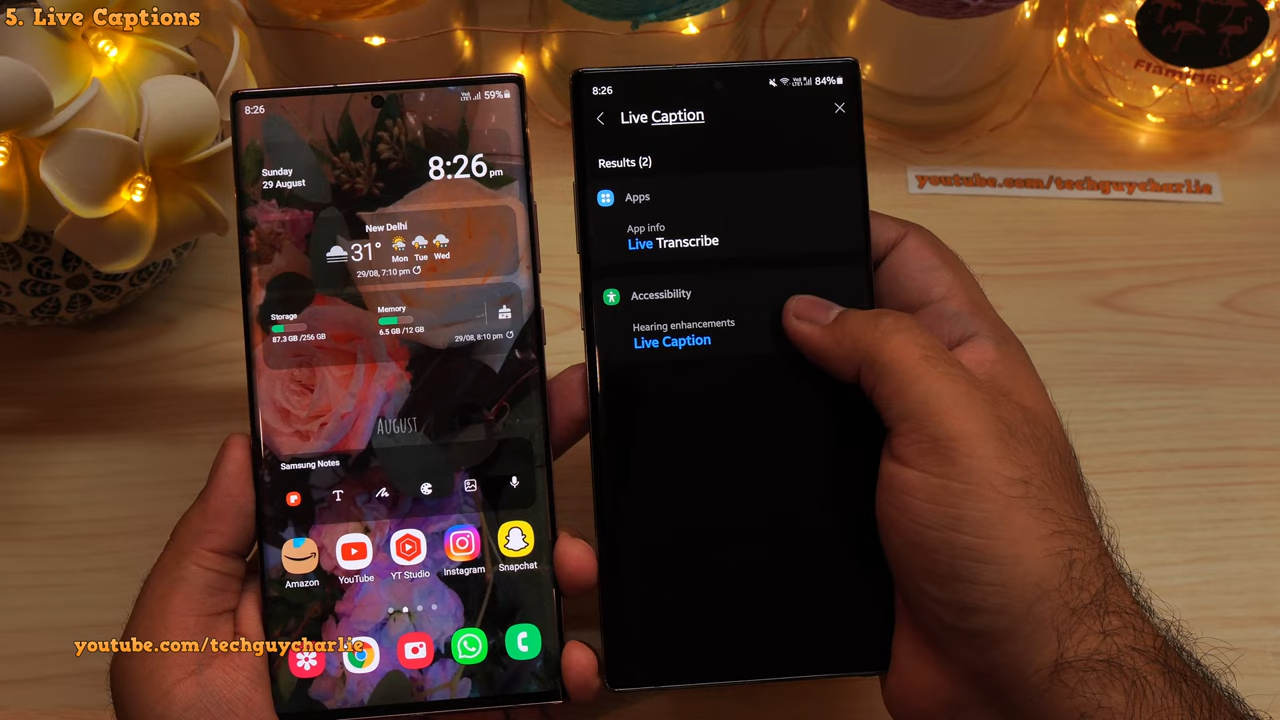 5. Live Captions
8:26
59%
Sunday
29 August
8:26 pm
New Delhi
31°
Mon Tue Wed
29/08, 7:10 pm
Storage
87.3 GB /256 GB
Memory
6.5 GB /12 GB
29/08, 8:10 pm
AUGUST
Samsung Notes
T
Amazon
YouTube
YT Studio
Instagram
Snapchat
youtube.com/techguycharlie
8:26
84%
Live Caption
Results (2)
Apps
App info
Live Transcribe
Accessibility
Hearing enhancements
Live Caption
youtube.com/techguycharlie